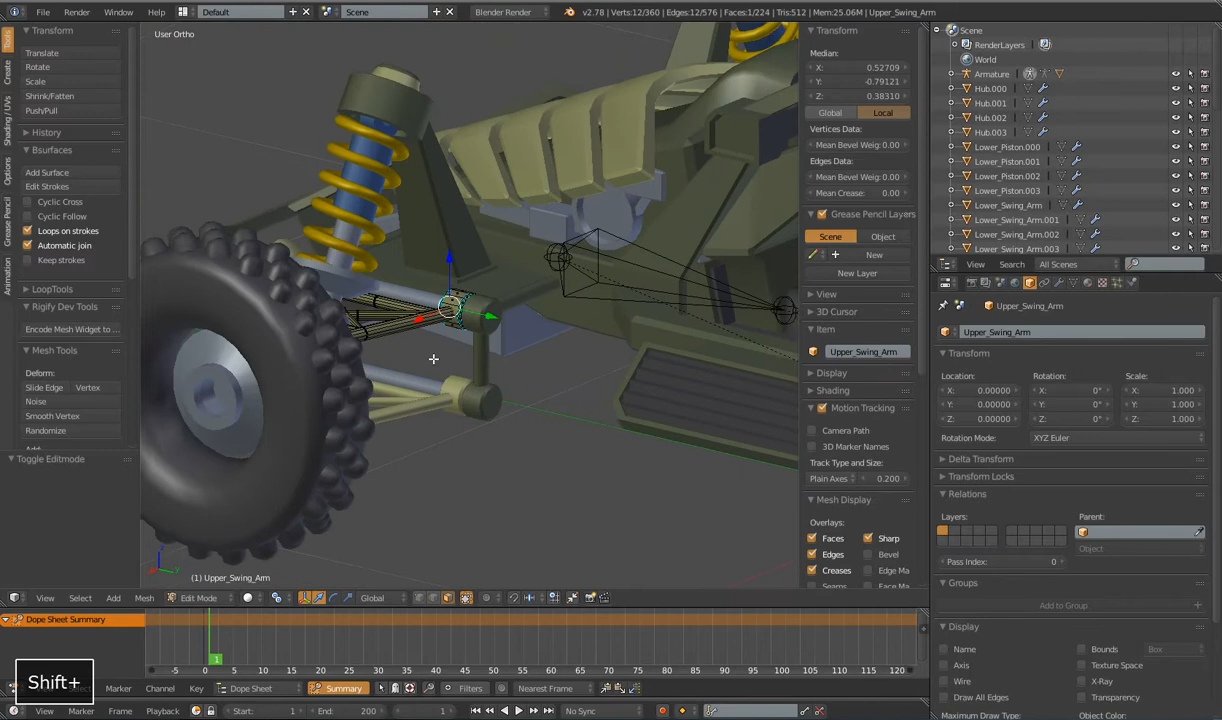 File
Render
Window
Help
Default
Scene
Blender Render
v2.78 | Verts:12/360 | Edges:12/576 | Faces:1/224 | Tris:512 | Mem:25.06M | Upper_Swing_Arm
Tools
Create
Shading / UVs
Options
Grease Pencil
Animation
Transform
Translate
Rotate
Scale
Shrink/Fatten
Push/Pull
History
Bsurfaces
Add Surface
Edit Strokes
Cyclic Cross
Cyclic Follow
Loops on strokes
Automatic join
Keep strokes
LoopTools
Rigify Dev Tools
Encode Mesh Widget to ...
Mesh Tools
Deform:
Slide Edge
Vertex
Noise
Smooth Vertex
Randomize
Toggle Editmode
User Ortho
(1) Upper_Swing_Arm
Transform
Median:
X: 0.52709
Y: -0.79121
Z: 0.38310
Global
Local
Vertices Data:
Mean Bevel Weig: 0.00
Edges Data:
Mean Bevel Weig: 0.00
Mean Crease: 0.00
Grease Pencil Layers
Scene
Object
New
New Layer
View
3D Cursor
Item
Upper_Swing_Arm
Display
Shading
Motion Tracking
Camera Path
3D Marker Names
Track Type and Size:
Plain Axes
0.200
Mesh Display
Overlays:
Faces
Sharp
Edges
Bevel
Creases
Edge Ma
Seams
Face Ma
Scene
RenderLayers
World
Armature
Hub.000
Hub.001
Hub.002
Hub.003
Lower_Piston.000
Lower_Piston.001
Lower_Piston.002
Lower_Piston.003
Lower_Swing_Arm
Lower_Swing_Arm.001
Lower_Swing_Arm.002
Lower_Swing_Arm.003
View
Search
All Scenes
Upper_Swing_Arm
Upper_Swing_Arm
Transform
Location:
Rotation:
Scale:
X: 0.00000
X: 0°
X: 1.000
Y: 0.00000
Y: 0°
Y: 1.000
Z: 0.00000
Z: 0°
Z: 1.000
Rotation Mode:
XYZ Euler
Delta Transform
Transform Locks
Relations
Layers:
Parent:
Object
Pass Index: 0
Groups
Add to Group
Display
Name
Bounds
Box
Axis
Texture Space
Wire
X-Ray
Draw All Edges
Transparency
Maximum Draw Type:
Object Color:
View
Select
Add
Mesh
Edit Mode
Global
Dope Sheet Summary
1
-5
0
5
10
15
20
25
30
35
40
45
50
55
60
65
70
75
80
85
90
95
100
105
110
115
120
Shift+
Marker
Channel
Key
Dope Sheet
Summary
Filters
Nearest Frame
View
Marker
Frame
Playback
Start: 1
End: 200
1
No Sync